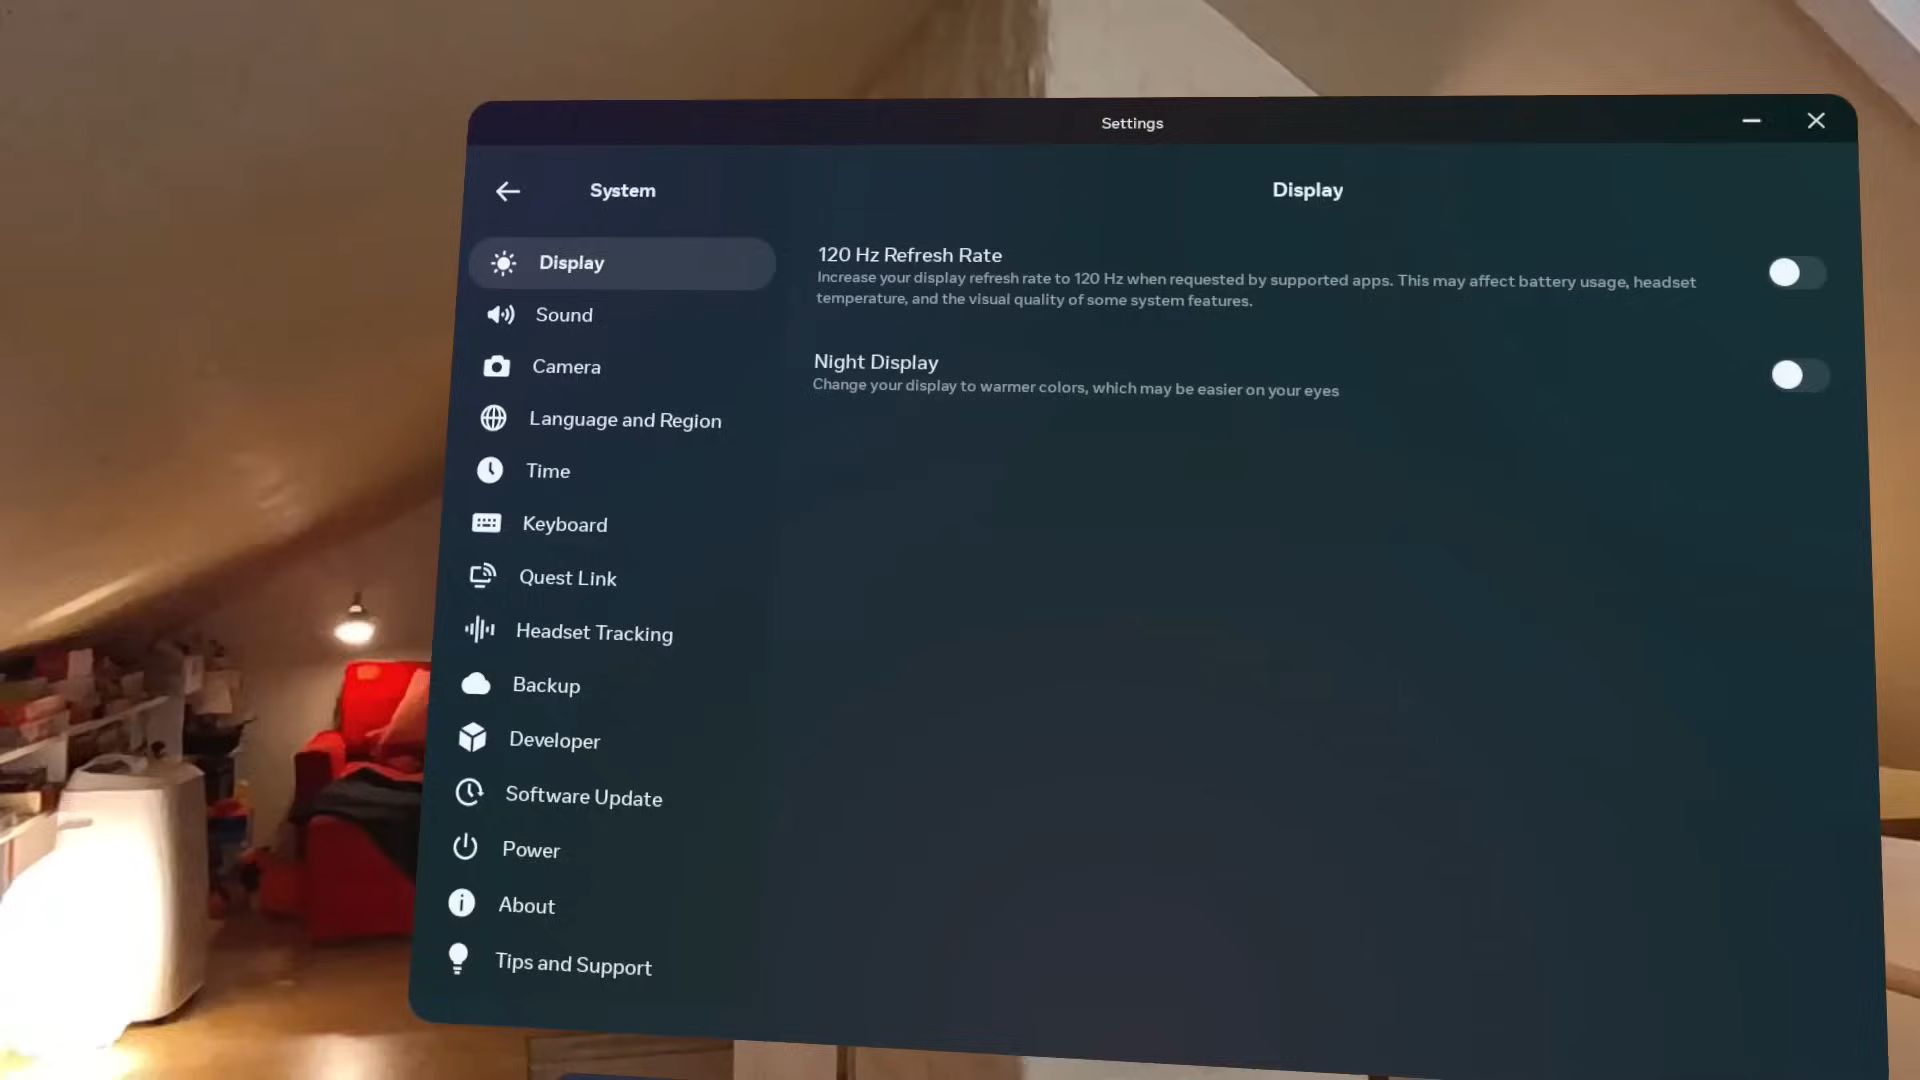 Settings
System
Display
Display
Sound
Camera
Language and Region
Time
Keyboard
Quest Link
Headset Tracking
Backup
Developer
Software Update
Power
About
Tips and Support
120 Hz Refresh Rate
Increase your display refresh rate to 120 Hz when requested by supported apps. This may affect battery usage, headset
temperature, and the visual quality of some system features.
Night Display
Change your display to warmer colors, which may be easier on your eyes